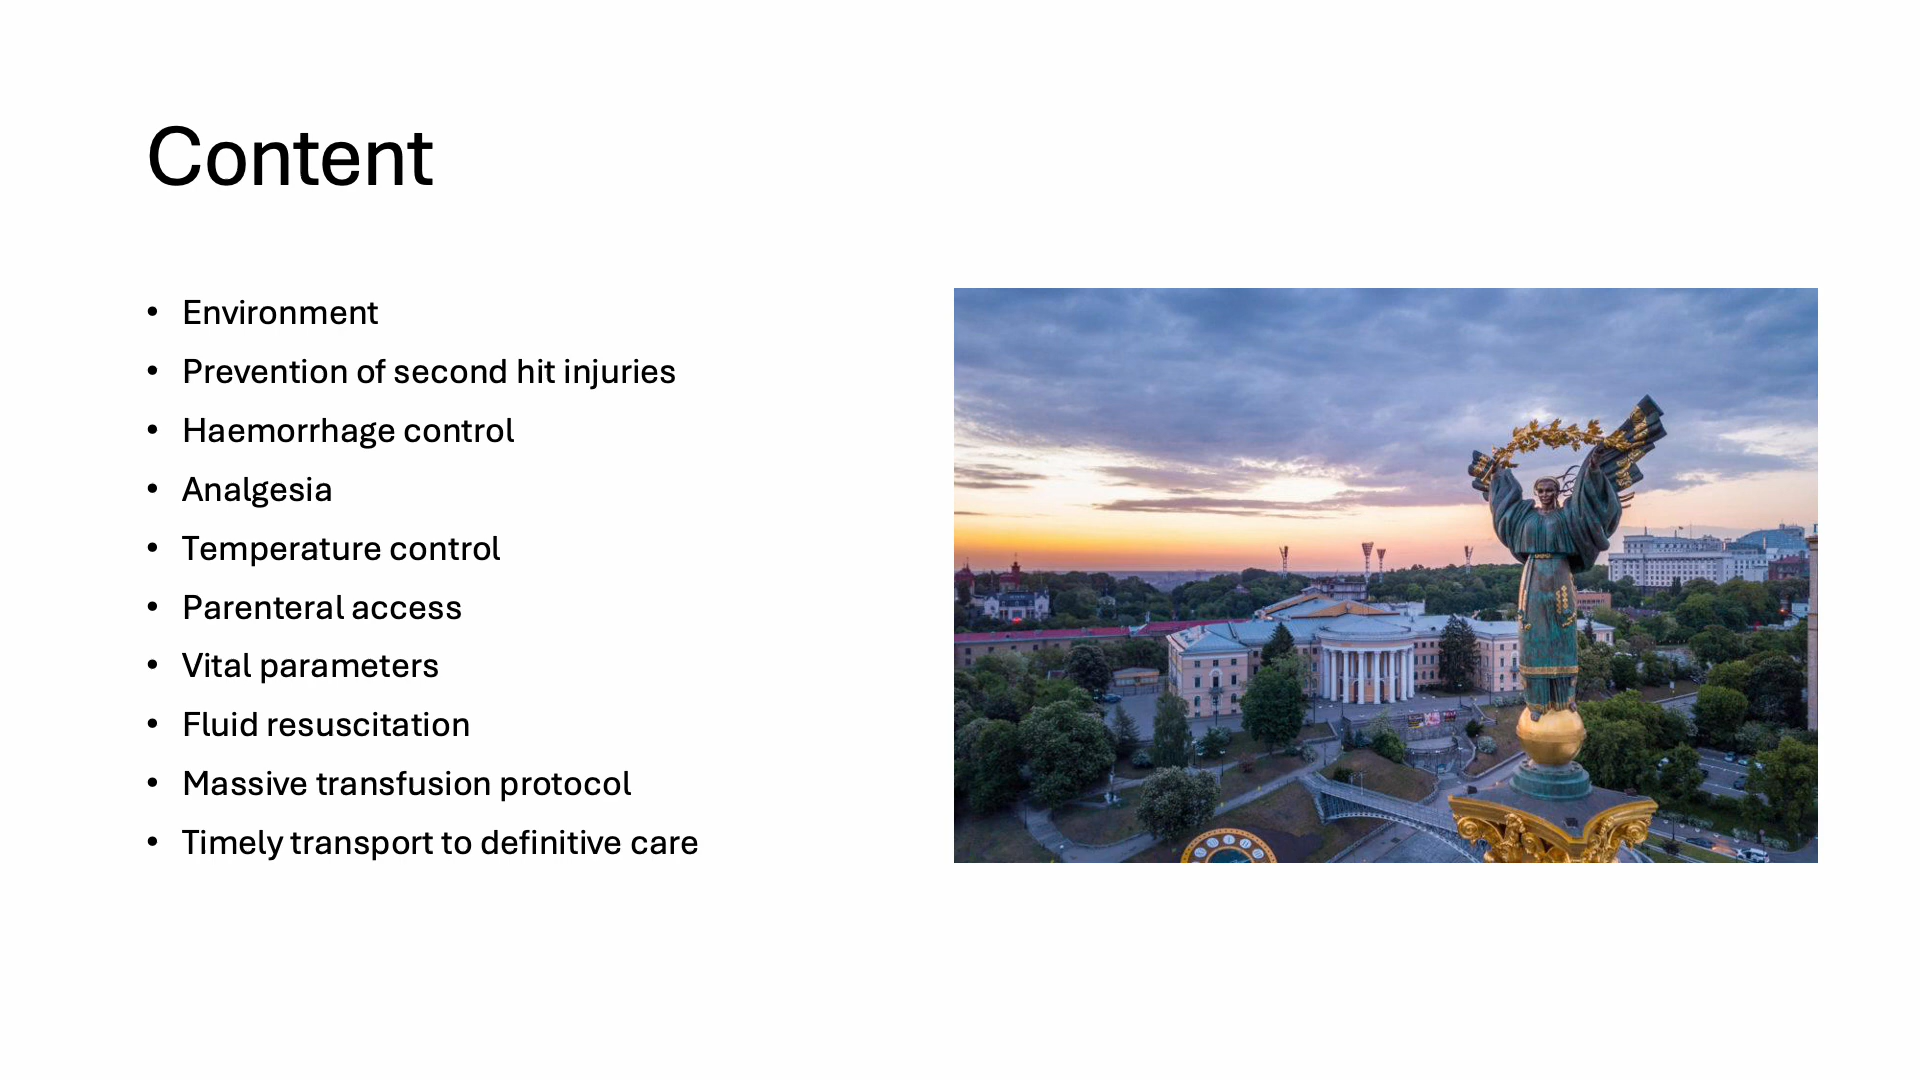 Content
• Environment
• Prevention of second hit injuries
• Haemorrhage control
• Analgesia
• Temperature control
• Parenteral access
• Vital parameters
• Fluid resuscitation
• Massive transfusion protocol
• Timely transport to definitive care